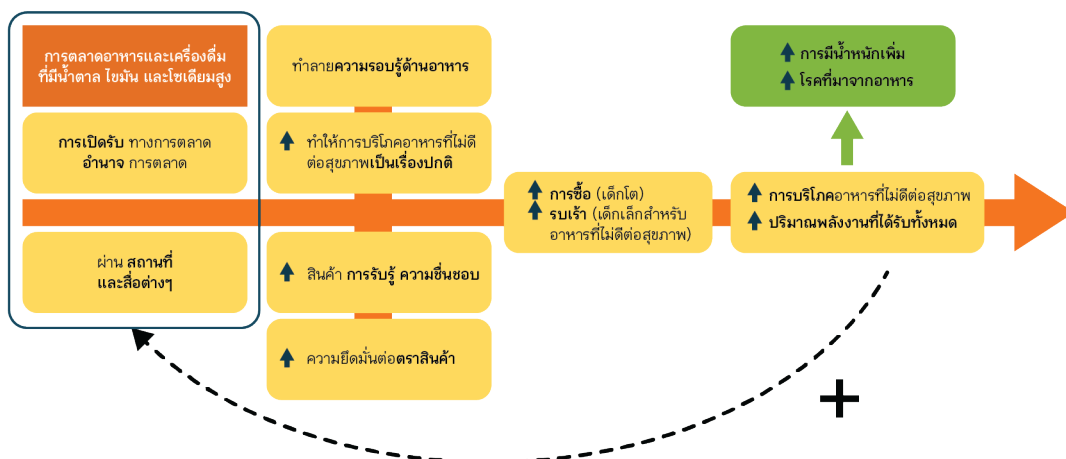 การตลาดอาหารและเครื่องดื่ม
ที่มีน้ำตาล ไขมัน และโซเดียมสูง
การเปิดรับ ทางการตลาด
อำนาจ การตลาด
ผ่าน สถานที่
และสื่อต่างๆ
ทำลายความรอบรู้ด้านอาหาร
ทำให้การบริโภคอาหารที่ไม่ดี
ต่อสุขภาพเป็นเรื่องปกติ
สินค้า การรับรู้ ความชื่นชอบ
ความยึดมั่นต่อตราสินค้า
การซื้อ (เด็กโต)
รบเร้า (เด็กเล็กสำหรับ
อาหารที่ไม่ดีต่อสุขภาพ)
การมีน้ำหนักเพิ่ม
โรคที่มาจากอาหาร
การบริโภคอาหารที่ไม่ดีต่อสุขภาพ
ปริมาณพลังงานที่ได้รับทั้งหมด
+